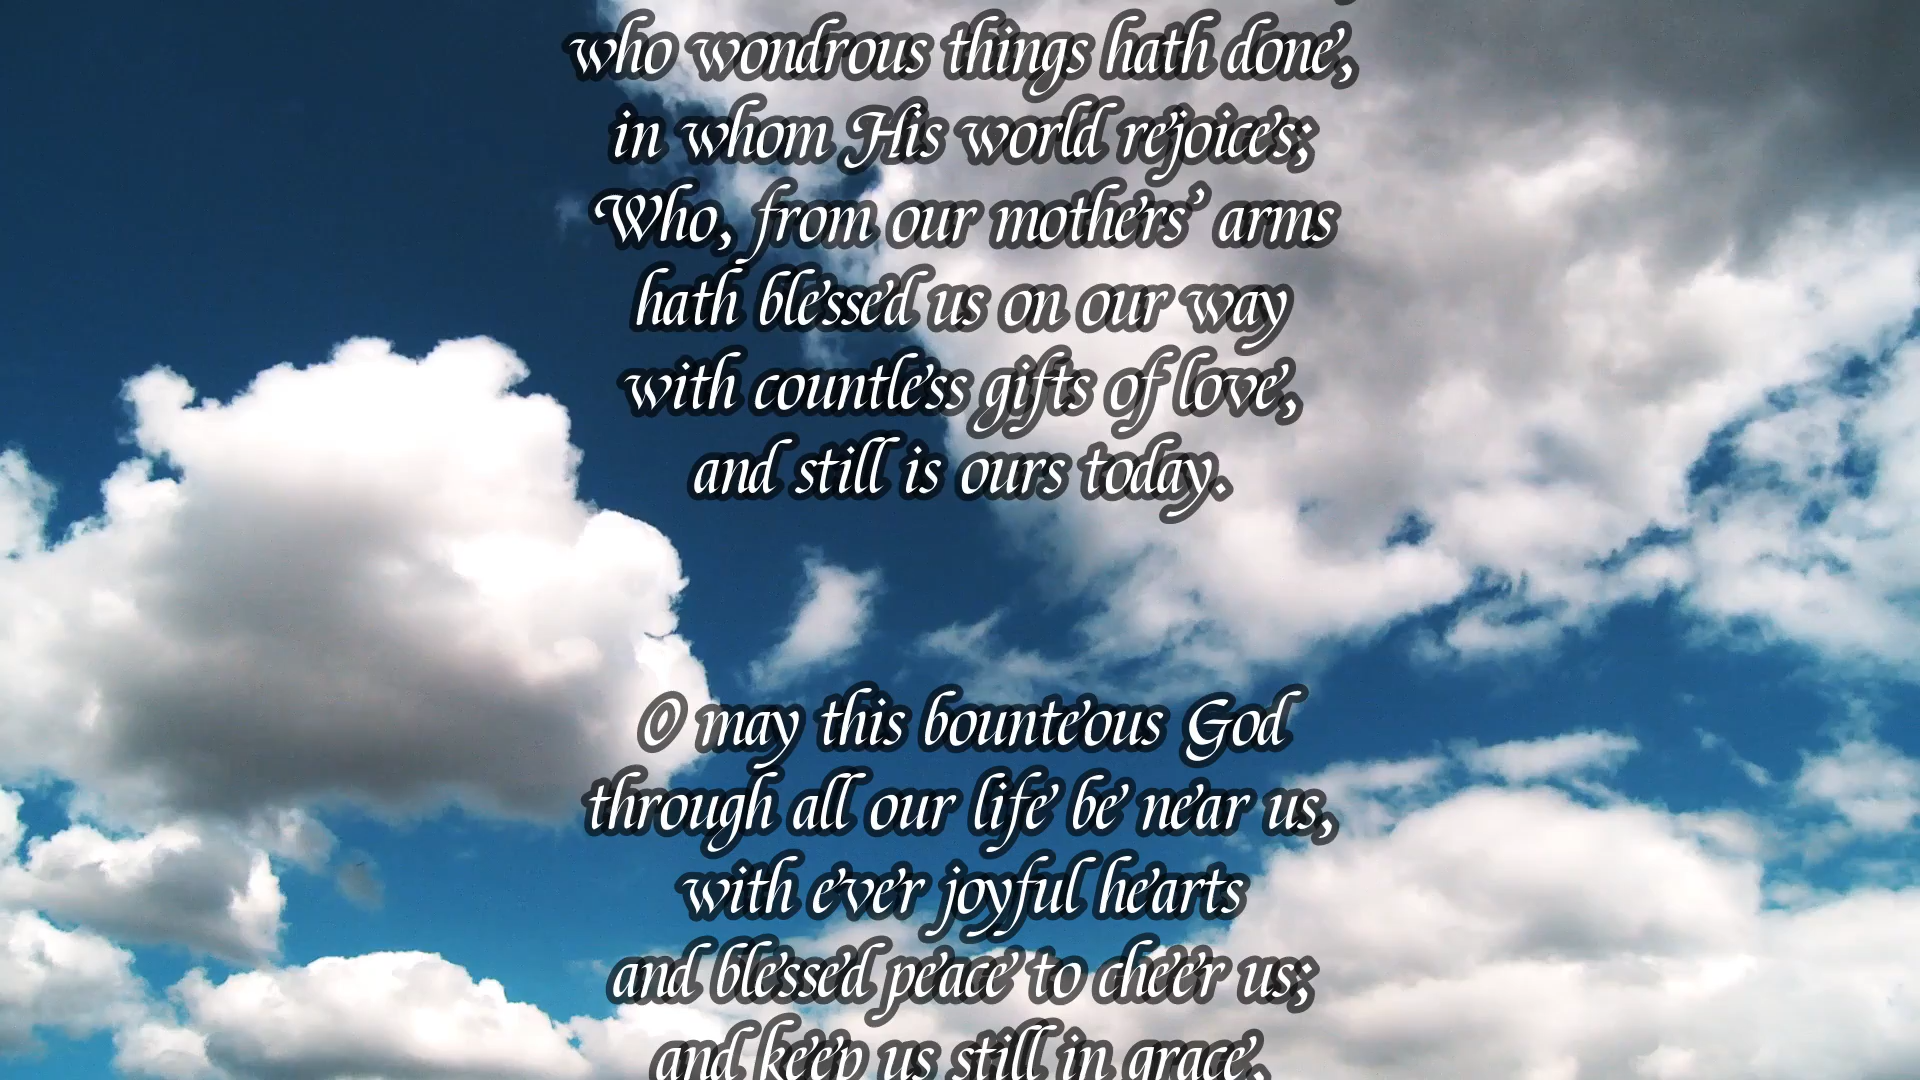 who wondrous things hath done,
in whom His world rejoices;
Who, from our mothers’ arms
hath blessed us on our way
with countless gifts of love,
and still is ours today.
O may this bounteous God
through all our life be near us,
with ever joyful hearts
and blessed peace to cheer us;
and keep us still in grace,